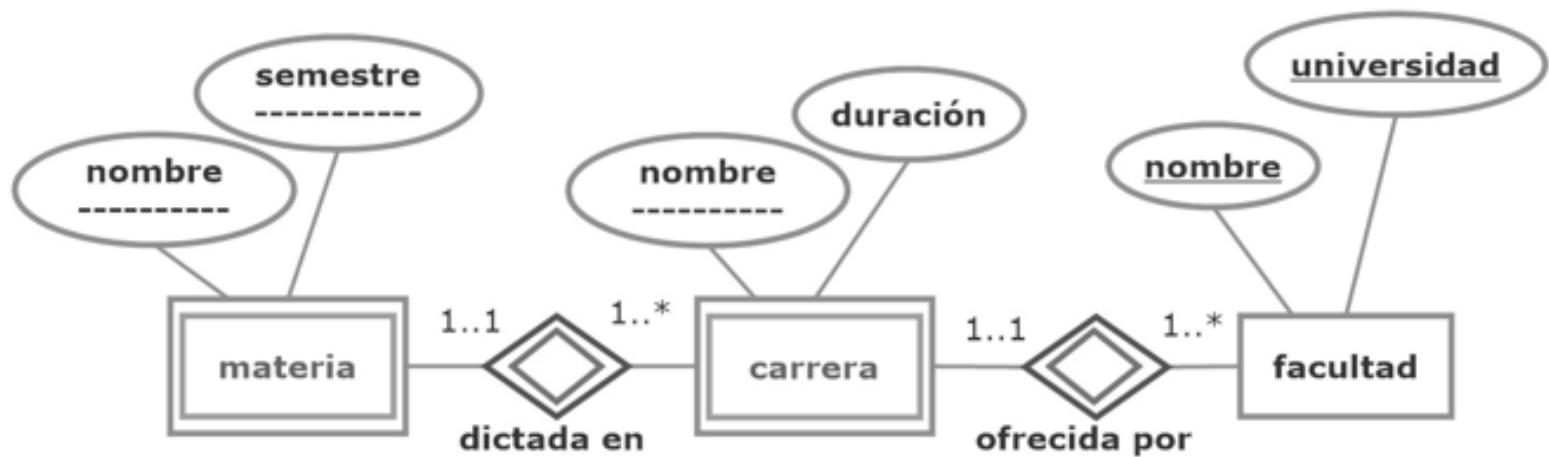 semestre
-----------
nombre
----------
duración
nombre
----------
universidad
nombre
materia
1..1
1..*
dictada en
carrera
1..1
1..*
ofrecida por
facultad